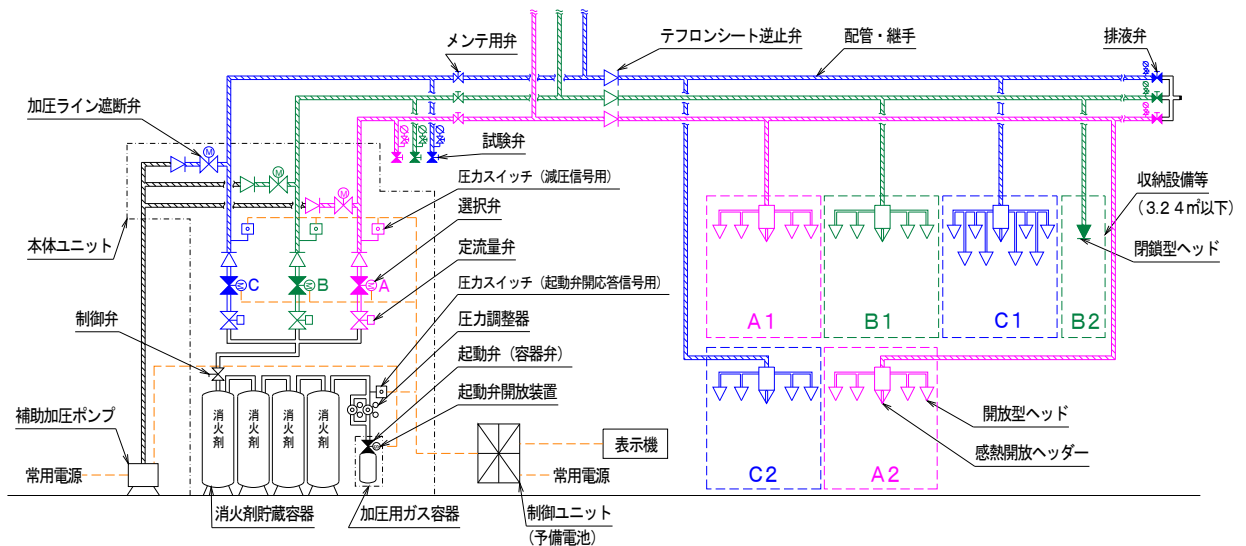 メンテ用弁
テフロンシート逆止弁
配管・継手
排液弁
加圧ライン遮断弁
M
試験弁
M
圧力スイッチ（減圧信号用）
M
収納設備等
（3.24㎡以下）
選択弁
本体ユニット
定流量弁
閉鎖型ヘッド
圧力スイッチ（起動弁開応答信号用）
C
B
A
制御弁
圧力調整器
A1
B1
C1
B2
起動弁（容器弁）
起動弁開放装置
補助加圧ポンプ
消火剤
消火剤
消火剤
消火剤
開放型ヘッド
表示機
感熱開放ヘッダー
常用電源
常用電源
C2
A2
消火剤貯蔵容器
加圧用ガス容器
制御ユニット
（予備電池）